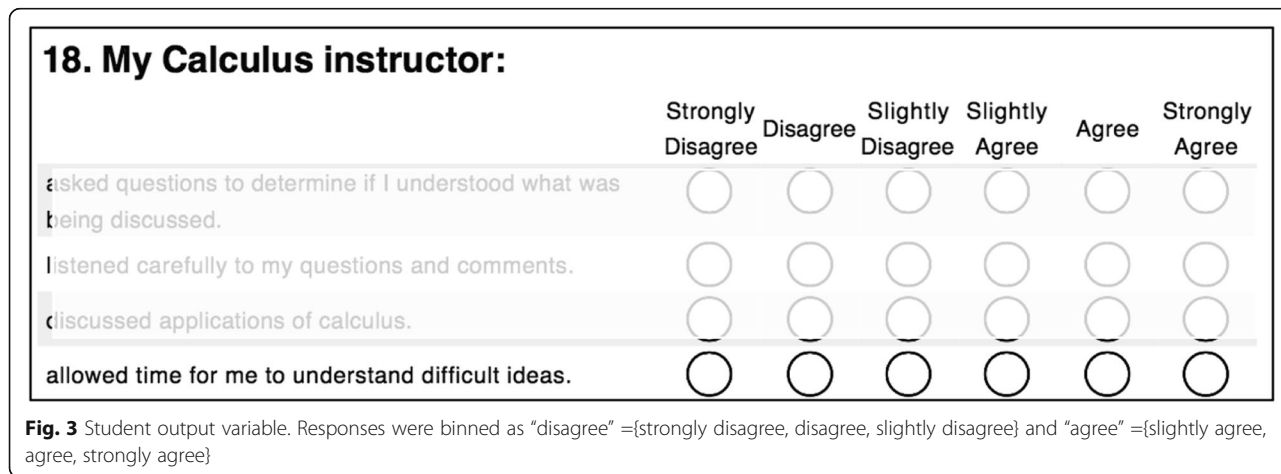 18. My Calculus instructor:
Strongly Disagree Disagree Slightly Disagree Slightly Agree Agree Strongly Agree
asked questions to determine if I understood what was
being discussed.
listened carefully to my questions and comments.
discussed applications of calculus.
allowed time for me to understand difficult ideas.
Fig. 3 Student output variable. Responses were binned as “disagree” ={strongly disagree, disagree, slightly disagree} and “agree” ={slightly agree,
agree, strongly agree}